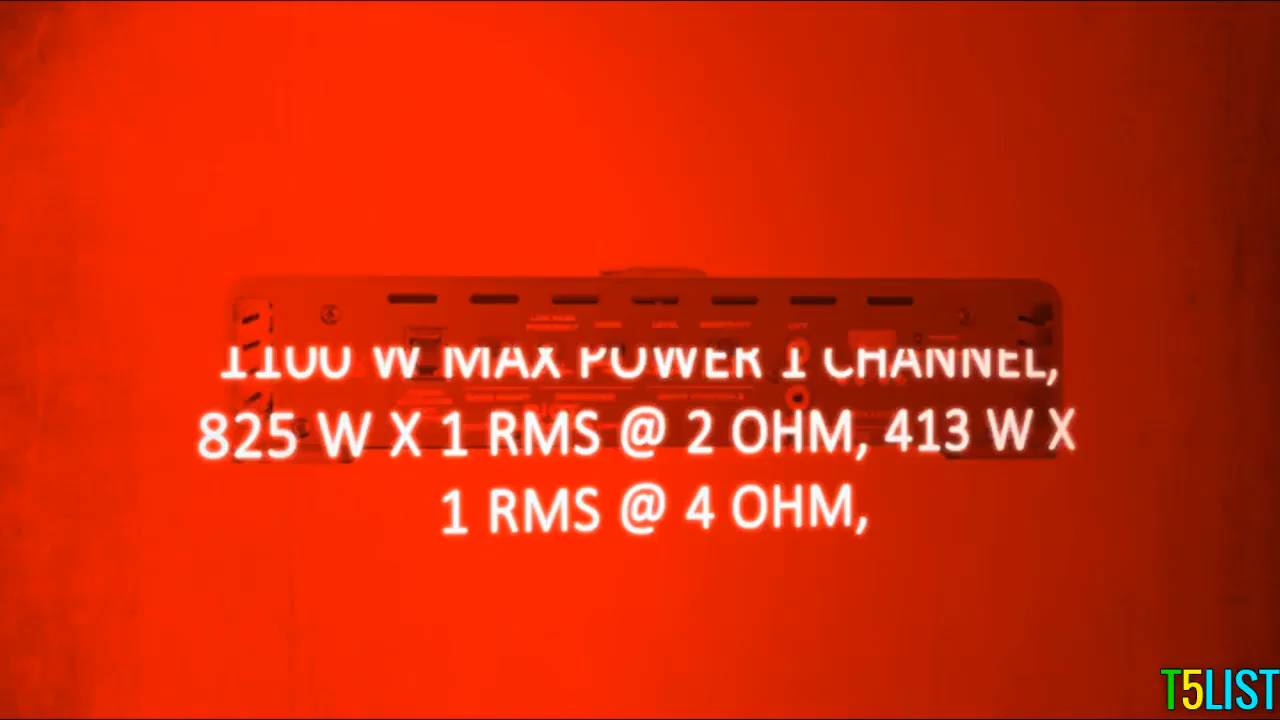 1100 W MAX POWER 1 CHANNEL,
825 W X 1 RMS @ 2 OHM, 413 W X
1 RMS @ 4 OHM,
T5LIST